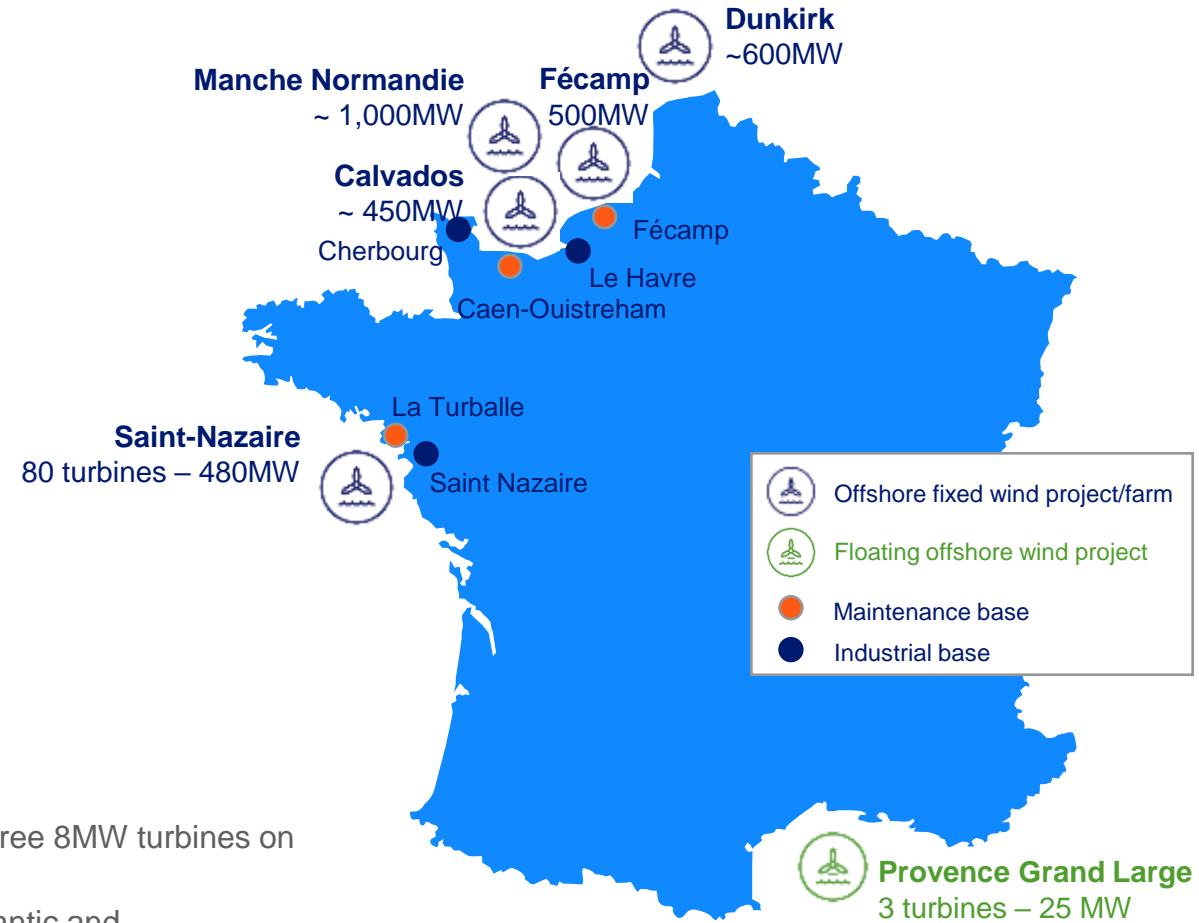 Dunkirk
~600MW
Manche Normandie
~ 1,000MW
Fécamp
500MW
Calvados
~ 450MW
Cherbourg
Fécamp
Le Havre
Caen-Ouistreham
La Turballe
Saint-Nazaire
80 turbines – 480MW
Saint Nazaire
Offshore fixed wind project/farm
Floating offshore wind project
Maintenance base
Industrial base
8MW turbines on
Provence Grand Large
3 turbines – 25 MW
and